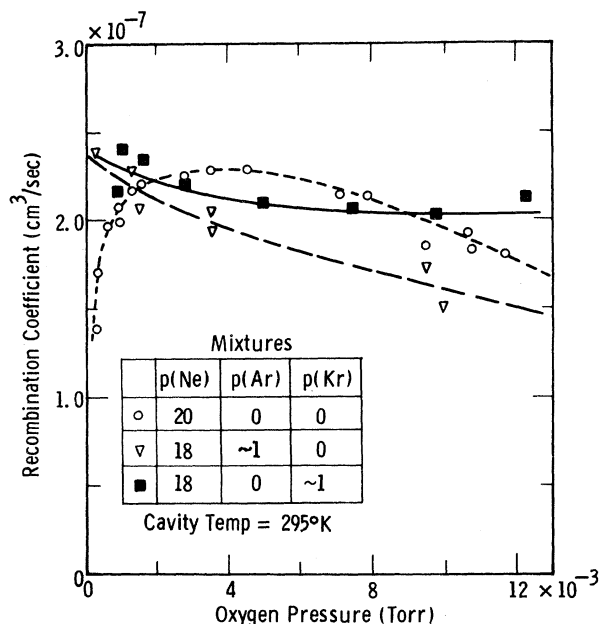 × 10⁻⁷
3.0
2.0
1.0
0
Recombination Coefficient (cm³/sec)
Mixtures
p(Ne) p(Ar) p(Kr)
○ 20 0 0
▽ 18 ~1 0
■ 18 0 ~1
Cavity Temp = 295°K
0 4 8 12 × 10⁻³
Oxygen Pressure (Torr)